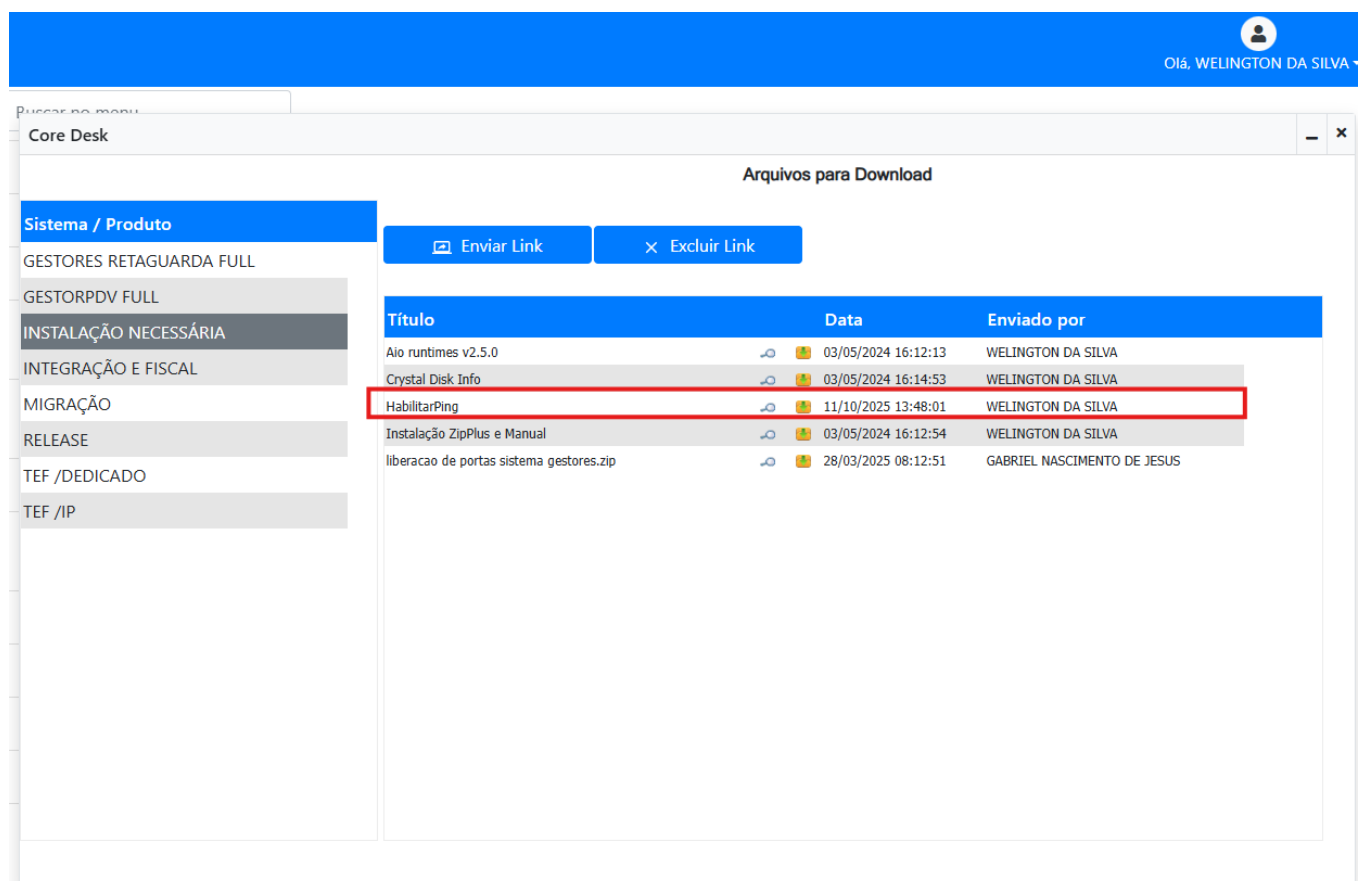 Olá, WELINGTON DA SILVA
Buscar no menu
Core Desk
Arquivos para Download
Sistema / Produto
GESTORES RETAGUARDA FULL
GESTORPDV FULL
INSTALAÇÃO NECESSÁRIA
INTEGRAÇÃO E FISCAL
MIGRAÇÃO
RELEASE
TEF /DEDICADO
TEF /IP
Enviar Link Excluir Link
Título Data Enviado por
Aio runtimes v2.5.0 03/05/2024 16:12:13 WELINGTON DA SILVA
Crystal Disk Info 03/05/2024 16:14:53 WELINGTON DA SILVA
HabilitarPing 11/10/2025 13:48:01 WELINGTON DA SILVA
Instalação ZipPlus e Manual 03/05/2024 16:12:54 WELINGTON DA SILVA
liberacao de portas sistema gestores.zip 28/03/2025 08:12:51 GABRIEL NASCIMENTO DE JESUS